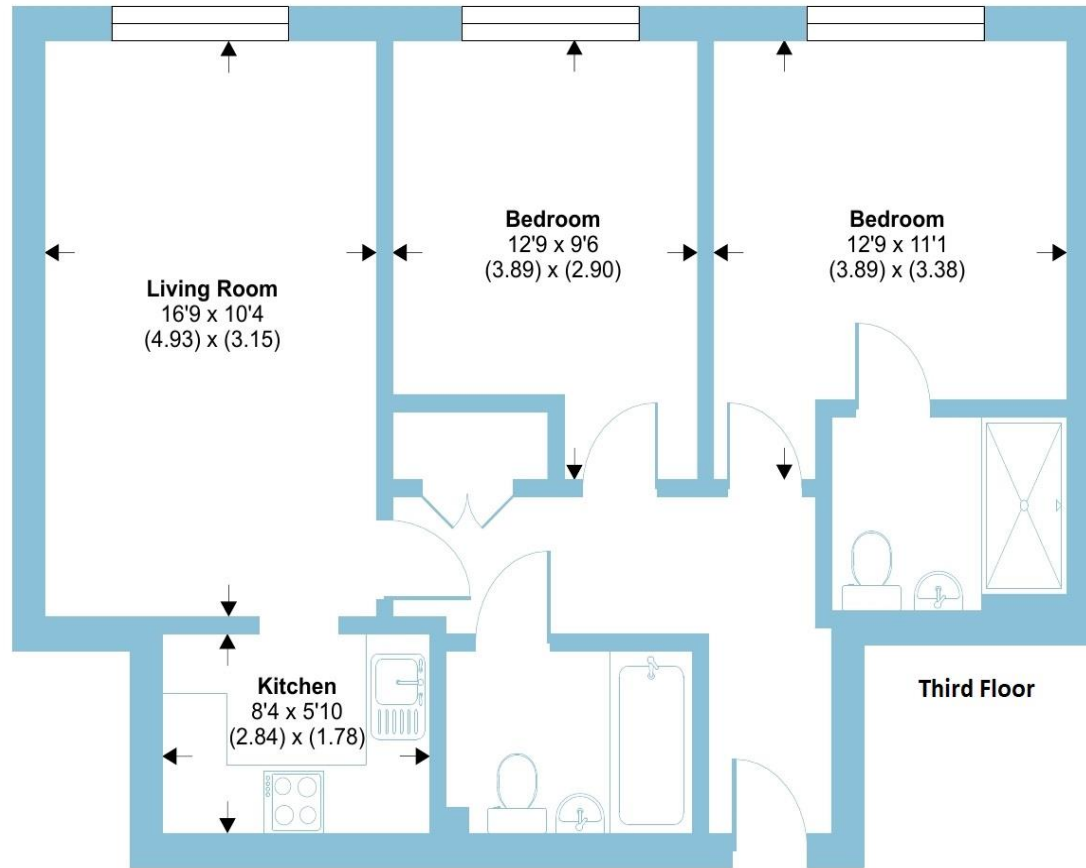 Bedroom
12'9 x 9'6
(3.89) x (2.90)
Bedroom
12'9 x 11'1
(3.89) x (3.38)
Living Room
16'9 x 10'4
(4.93) x (3.15)
Kitchen
8'4 x 5'10
(2.84) x (1.78)
Third Floor